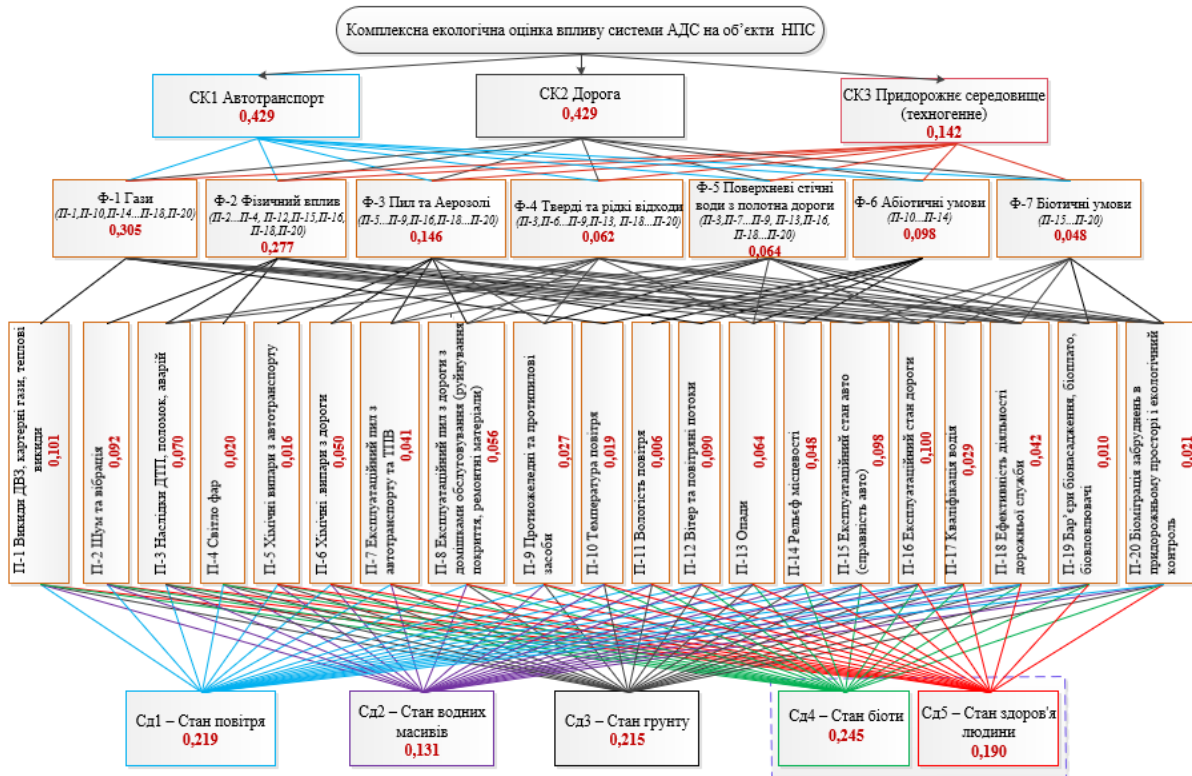 Комплексна екологічна оцінка впливу системи АДС на об’єкти НПС
СК1 Автотранспорт
0,429
СК2 Дорога
0,429
СК3 Придорожнє середовище
(техногенне)
0,142
Ф-1 Гази
(П-1,П-10,П-14...П-18,П-20)
0,305
Ф-2 Фізичний вплив
(П-2...П-4, П-12,П-15,П-16,
П-18,П-20)
0,277
Ф-3 Пил та Аерозолі
(П-5...П-9,П-16,П-18...П-20)
0,146
Ф-4 Тверді та рідкі відходи
(П-3,П-6...П-9,П-13, П-18...П-20)
0,062
Ф-5 Поверхневі стічні
води з полотна дороги
(П-3,П-7...П-9, П-13,П-16,
П-18...П-20)
0,064
Ф-6 Абіотичні умови
(П-10...П-14)
0,098
Ф-7 Біотичні умови
(П-15...П-20)
0,048
П-1 Викиди ДВЗ, картерні гази, теплові
викиди
0,101
П-2 Шум та вібрація
0,092
П-3 Наслідки ДТП, поломок, аварій
0,070
П-4 Світло фар
0,020
П-5 Хімічні випари з автотранспорту
0,016
П-6 Хімічні .випари з дороги
0,050
П-7 Експлуатаційний пил з
автотранспорту та ТПВ
0,041
П-8 Експлуатаційний пил з дороги з
домішками обслуговування (руйнування
покриття, ремонтні матеріали)
0,056
П-9 Протиожеледні та протипилові
засоби
0,027
П-10 Температура повітря
0,019
П-11 Вологість повітря
0,006
П-12 Вітер та повітряні потоки
0,090
П-13 Опади
0,064
П-14 Рельєф місцевості
0,048
П-15 Експлуатаційний стан авто
(справність авто)
0,098
П-16 Експлуатаційний стан дороги
0,100
П-17 Кваліфікація водія
0,029
П-18 Ефективність діяльності
дорожньої служби
0,042
П-19 Бар’єри біонасадження, біоплато,
біовловлювачі
0,010
П-20 Біоміграція забруднень в
придорожньому просторі і екологічний
контроль
0,021
Сд1 – Стан повітря
0,219
Сд2 – Стан водних
масивів
0,131
Сд3 – Стан грунту
0,215
Сд4 – Стан біоти
0,245
Сд5 – Стан здоров'я
людини
0,190